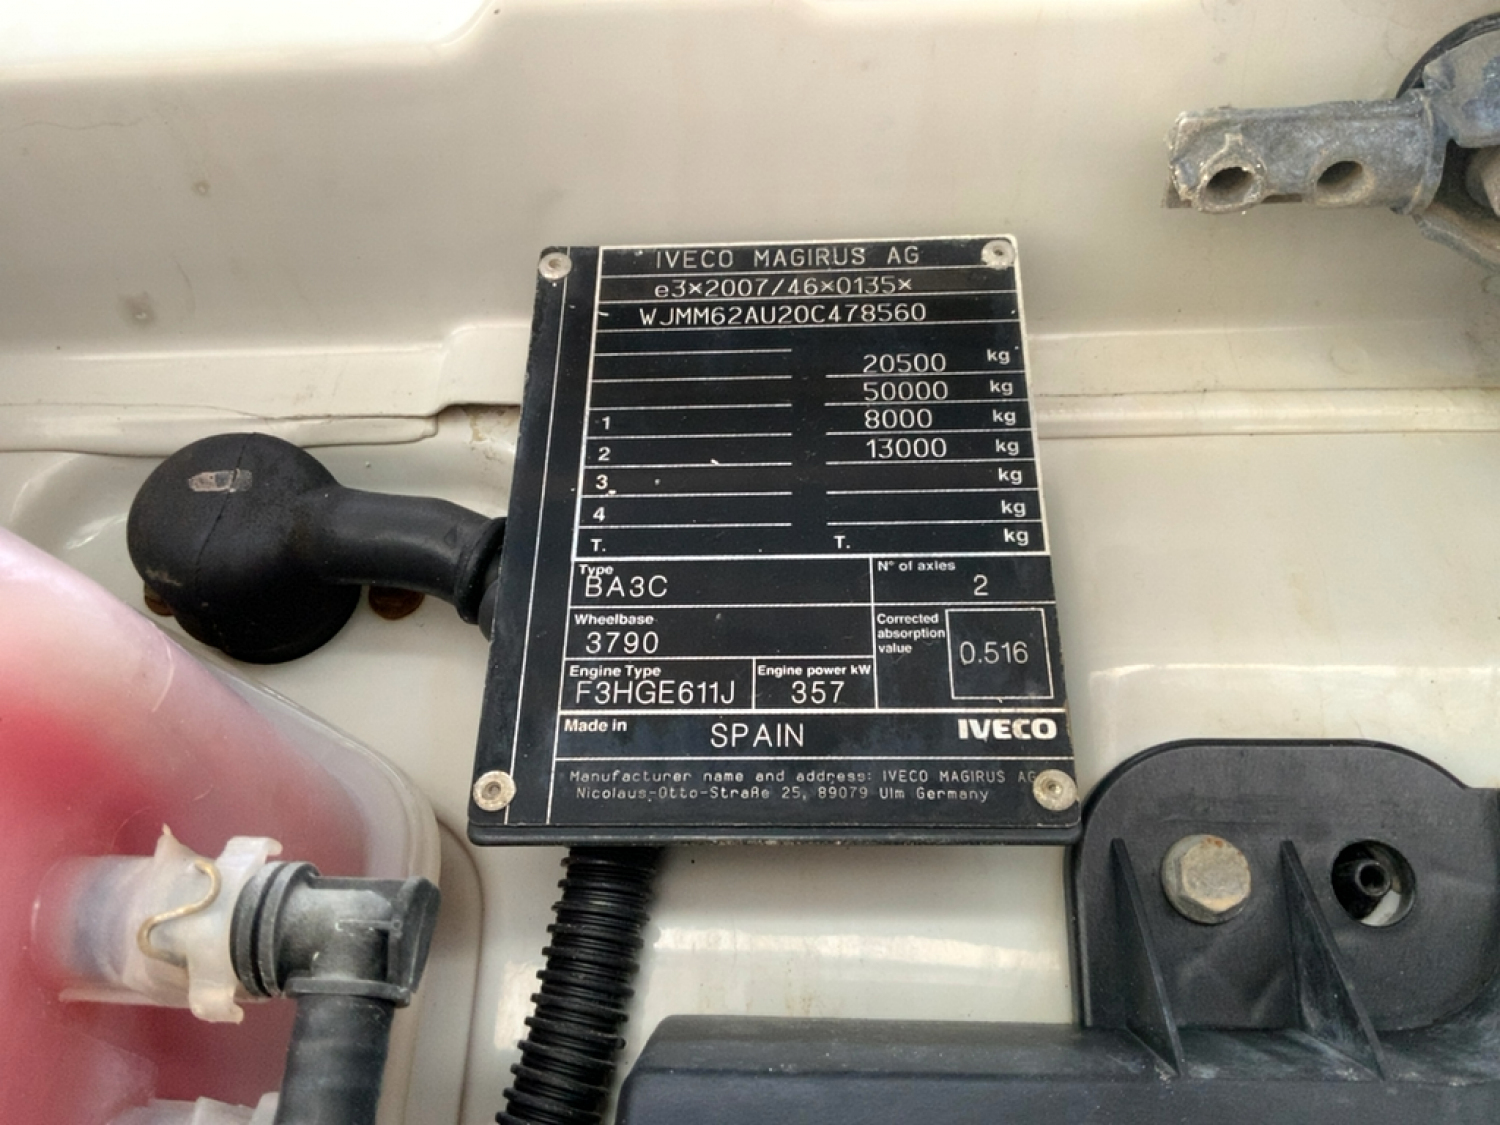 IVECO MAGIRUS AG
e3*2007/46*0135*
WJMM62AU20C478560
20500 kg
50000 kg
1 8000 kg
2 13000 kg
3 kg
4 kg
T. T. kg
Type
BA3C
N° of axles
2
Wheelbase
3790
Corrected
absorption
value
0.516
Engine Type
F3HGE611J
Engine power kW
357
Made in SPAIN
IVECO
Manufacturer name and address: IVECO MAGIRUS AG
Nicolaus-Otto-Straße 25, 89079 Ulm Germany